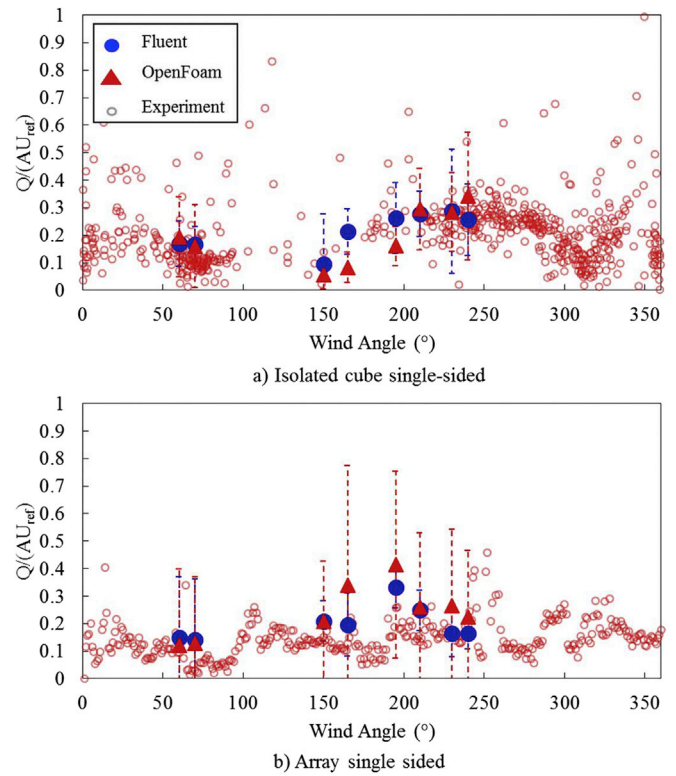 1
0.9
0.8
0.7
0.6
0.5
0.4
0.3
0.2
0.1
0
Q/(AUref)
Fluent
OpenFoam
Experiment
0 50 100 150 200 250 300 350
Wind Angle (°)
a) Isolated cube single-sided
1
0.9
0.8
0.7
0.6
0.5
0.4
0.3
0.2
0.1
0
Q/(AUref)
0 50 100 150 200 250 300 350
Wind Angle (°)
b) Array single sided